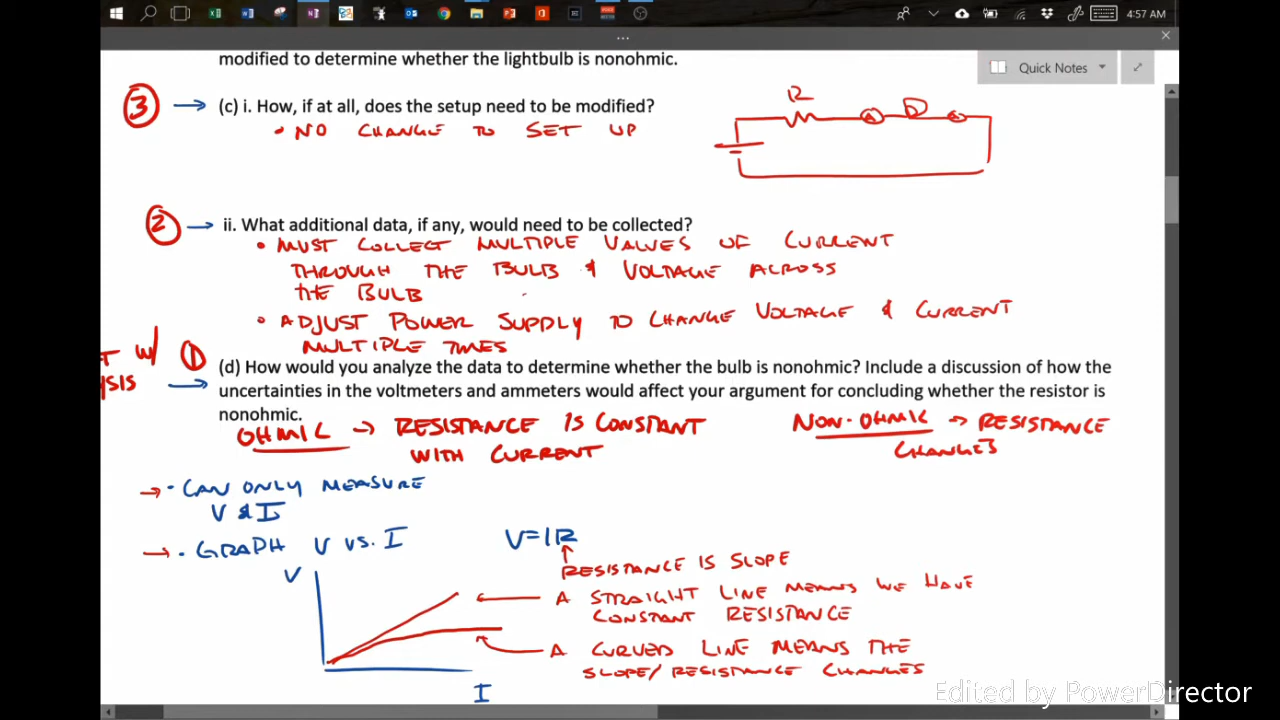 4:57 AM
...
Quick Notes
modified to determine whether the lightbulb is nonohmic.
3 → (c) i. How, if at all, does the setup need to be modified?
• NO CHANGE TO SET UP
R
2 → ii. What additional data, if any, would need to be collected?
• MUST COLLECT MULTIPLE VALUES OF CURRENT
THROUGH THE BULB & VOLTAGE ACROSS
THE BULB
• ADJUST POWER SUPPLY TO CHANGE VOLTAGE & CURRENT
MULTIPLE TIMES
W/ 1
(d) How would you analyze the data to determine whether the bulb is nonohmic? Include a discussion of how the
→ uncertainties in the voltmeters and ammeters would affect your argument for concluding whether the resistor is
nonohmic.
OHMIC → RESISTANCE IS CONSTANT
WITH CURRENT
NON-OHMIC → RESISTANCE
CHANGES
→ • CAN ONLY MEASURE
V & I
→ • GRAPH V VS. I
V=IR
RESISTANCE IS SLOPE
V
A STRAIGHT LINE MEANS WE HAVE
CONSTANT RESISTANCE
A CURVED LINE MEANS THE
SLOPE/RESISTANCE CHANGES
I
Edited by PowerDirector